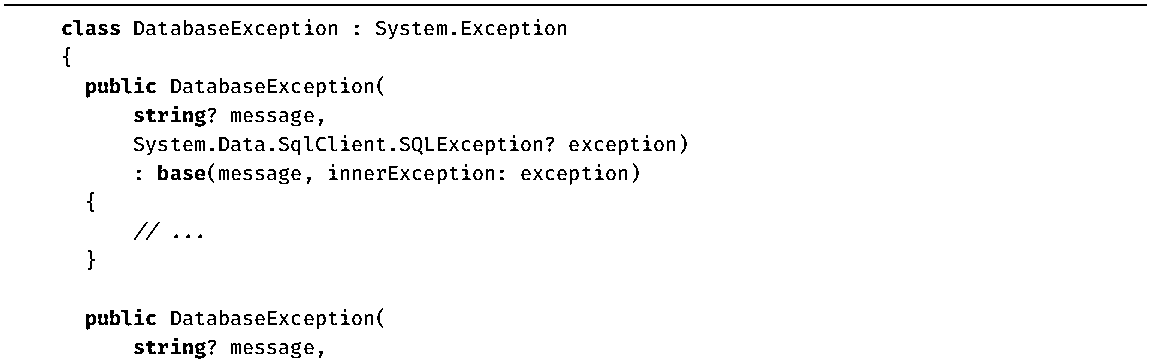 class DatabaseException : System.Exception
{
public DatabaseException(
string? message,
System.Data.SqlClient.SQLException? exception)
: base(message, innerException: exception)
{
// ...
}
public DatabaseException(
string? message,